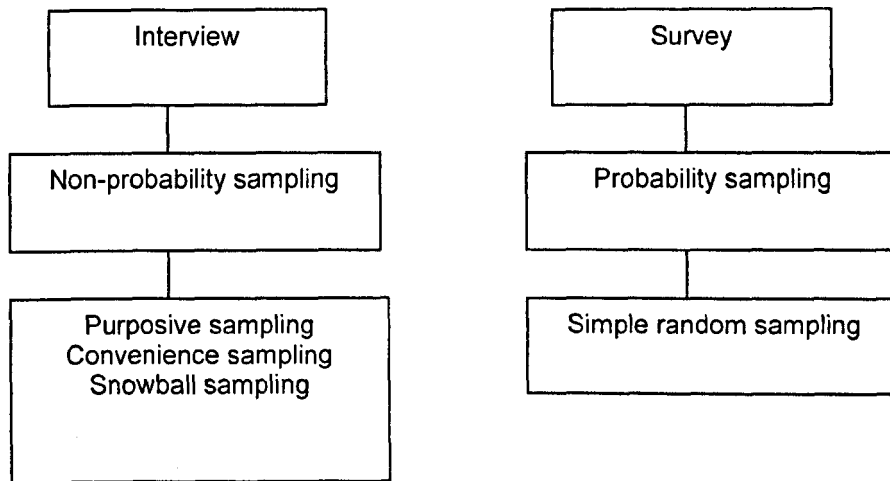 Interview
Non-probability sampling
Purposive sampling
Convenience sampling
Snowball sampling
Survey
Probability sampling
Simple random sampling